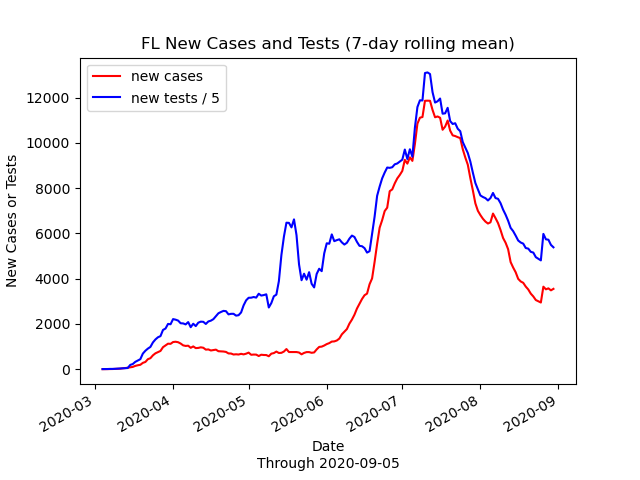 FL New Cases and Tests (7-day rolling mean)
new cases
new tests / 5
12000
10000
8000
6000
4000
2000
0
New Cases or Tests
2020-03
2020-04
2020-05
2020-06
2020-07
2020-08
2020-09
Date
Through 2020-09-05